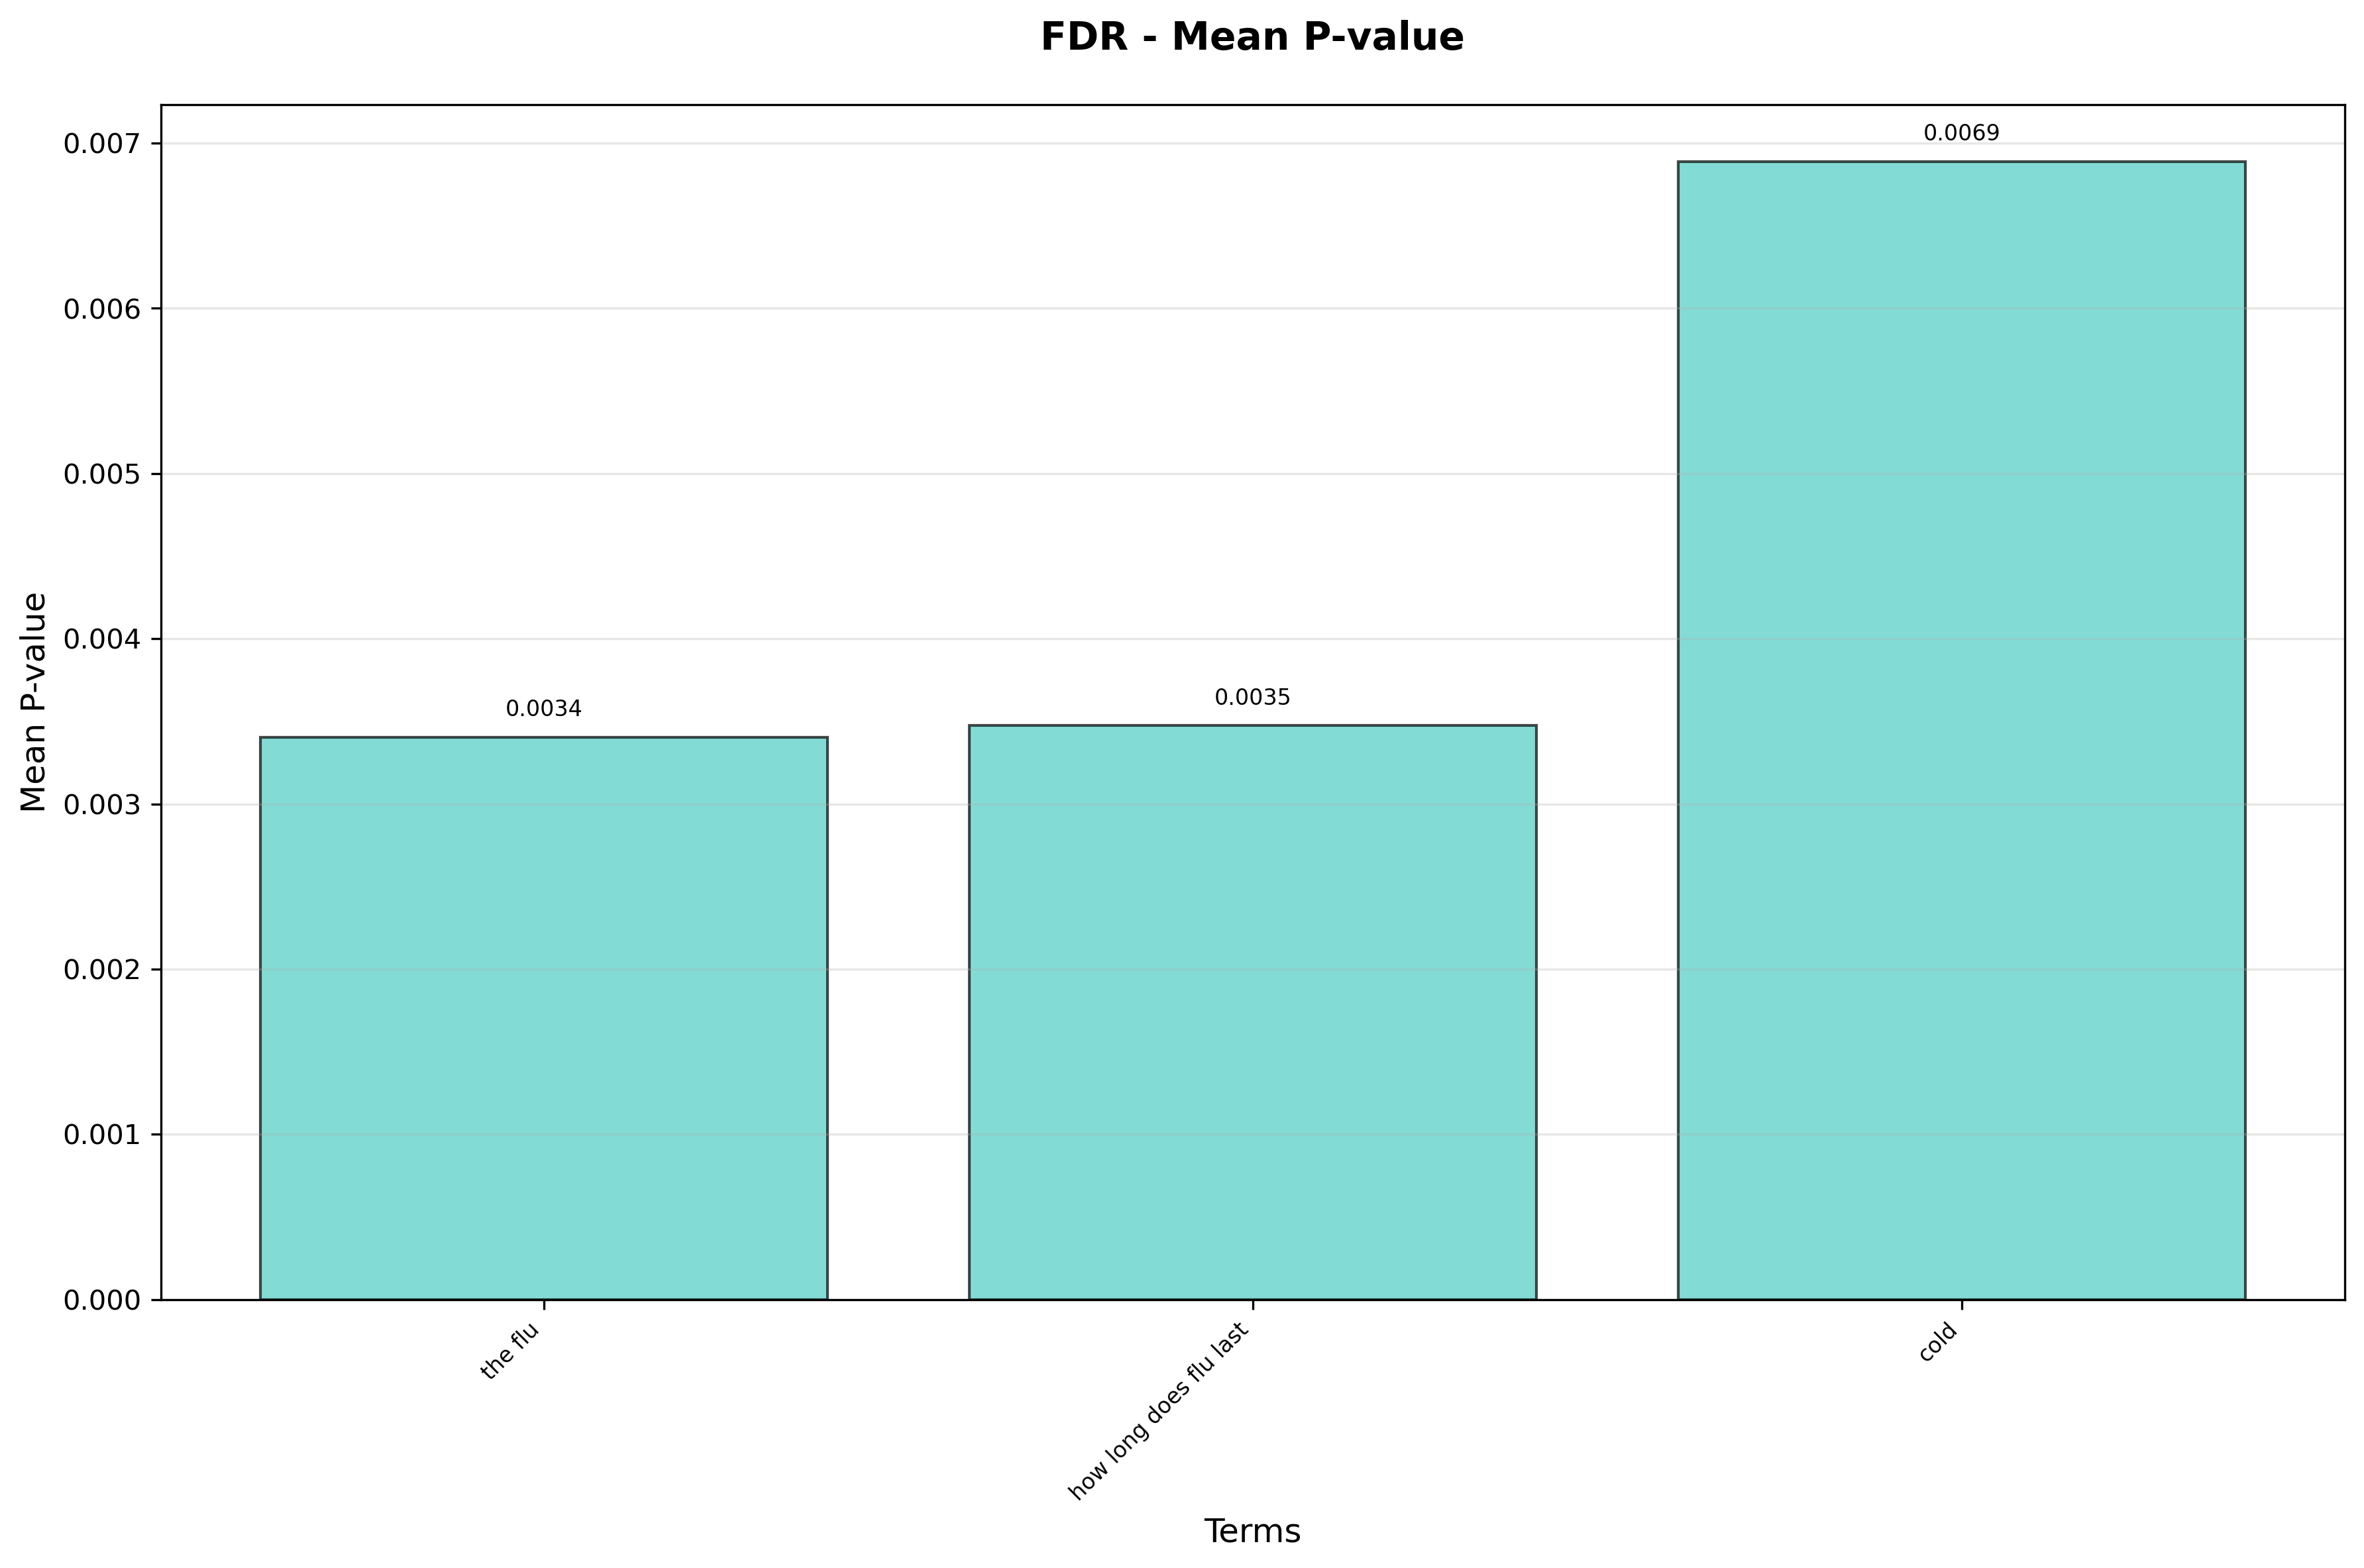 FDR - Mean P-value
0.007
0.006
0.005
0.004
0.003
0.002
0.001
0.000
Mean P-value
0.0034
0.0035
0.0069
the flu
how long does flu last
cold
Terms